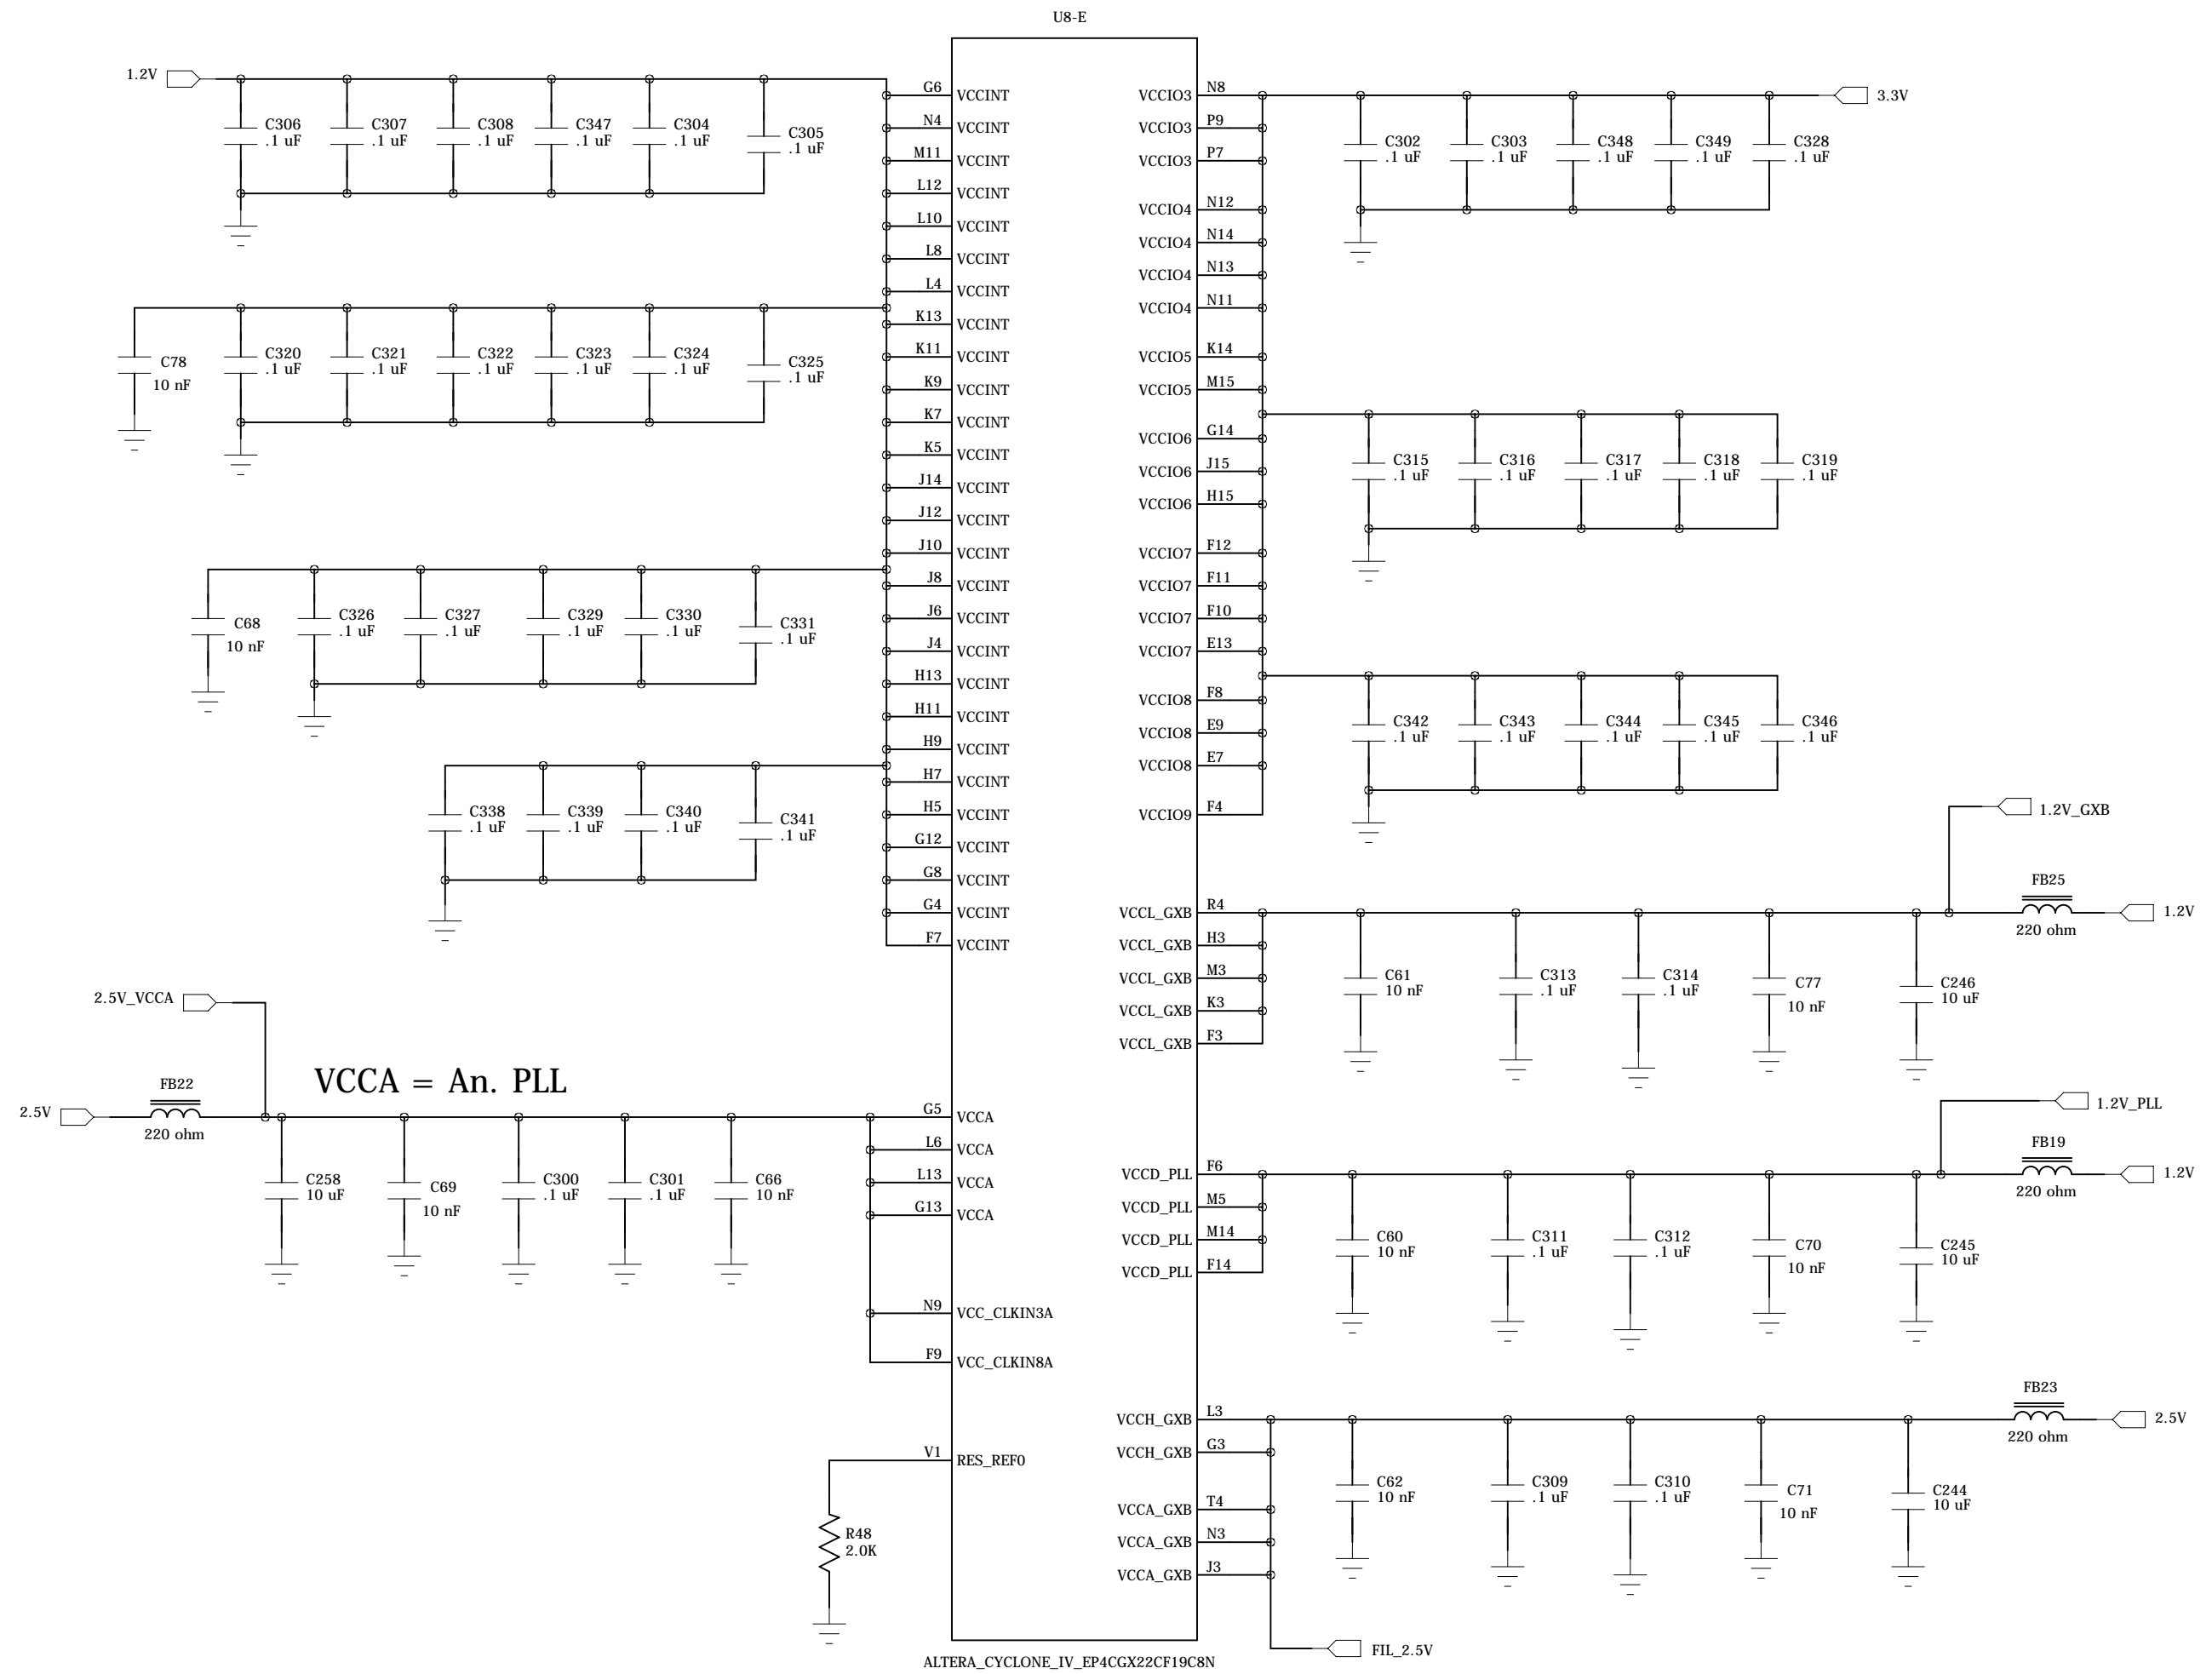 U8-E
1.2V
C306
.1 uF
C307
.1 uF
C308
.1 uF
C347
.1 uF
C304
.1 uF
C305
.1 uF
C78
10 nF
C320
.1 uF
C321
.1 uF
C322
.1 uF
C323
.1 uF
C324
.1 uF
C325
.1 uF
C68
10 nF
C326
.1 uF
C327
.1 uF
C329
.1 uF
C330
.1 uF
C331
.1 uF
C338
.1 uF
C339
.1 uF
C340
.1 uF
C341
.1 uF
G6 VCCINT
N4 VCCINT
M11 VCCINT
L12 VCCINT
L10 VCCINT
L8 VCCINT
L4 VCCINT
K13 VCCINT
K11 VCCINT
K9 VCCINT
K7 VCCINT
K5 VCCINT
J14 VCCINT
J12 VCCINT
J10 VCCINT
J8 VCCINT
J6 VCCINT
J4 VCCINT
H13 VCCINT
H11 VCCINT
H9 VCCINT
H7 VCCINT
H5 VCCINT
G12 VCCINT
G8 VCCINT
G4 VCCINT
F7 VCCINT
2.5V_VCCA
VCCA = An. PLL
FB22
2.5V
220 ohm
C258
10 uF
C69
10 nF
C300
.1 uF
C301
.1 uF
C66
10 nF
G5 VCCA
L6 VCCA
L13 VCCA
G13 VCCA
N9 VCC_CLKIN3A
F9 VCC_CLKIN8A
V1 RES_REF0
R48
2.0K
VCCIO3 N8
VCCIO3 P9
VCCIO3 P7
VCCIO4 N12
VCCIO4 N14
VCCIO4 N13
VCCIO4 N11
VCCIO5 K14
VCCIO5 M15
VCCIO6 G14
VCCIO6 J15
VCCIO6 H15
VCCIO7 F12
VCCIO7 F11
VCCIO7 F10
VCCIO7 E13
VCCIO8 F8
VCCIO8 E9
VCCIO8 E7
VCCIO9 F4
3.3V
C302
.1 uF
C303
.1 uF
C348
.1 uF
C349
.1 uF
C328
.1 uF
C315
.1 uF
C316
.1 uF
C317
.1 uF
C318
.1 uF
C319
.1 uF
C342
.1 uF
C343
.1 uF
C344
.1 uF
C345
.1 uF
C346
.1 uF
1.2V_GXB
FB25
1.2V
220 ohm
VCCL_GXB R4
VCCL_GXB H3
VCCL_GXB M3
VCCL_GXB K3
VCCL_GXB F3
C61
10 nF
C313
.1 uF
C314
.1 uF
C77
10 nF
C246
10 uF
1.2V_PLL
FB19
1.2V
220 ohm
VCCD_PLL F6
VCCD_PLL M5
VCCD_PLL M14
VCCD_PLL F14
C60
10 nF
C311
.1 uF
C312
.1 uF
C70
10 nF
C245
10 uF
FB23
2.5V
220 ohm
VCCH_GXB L3
VCCH_GXB G3
VCCA_GXB T4
VCCA_GXB N3
VCCA_GXB J3
C62
10 nF
C309
.1 uF
C310
.1 uF
C71
10 nF
C244
10 uF
FIL_2.5V
ALTERA_CYCLONE_IV_EP4CGX22CF19C8N